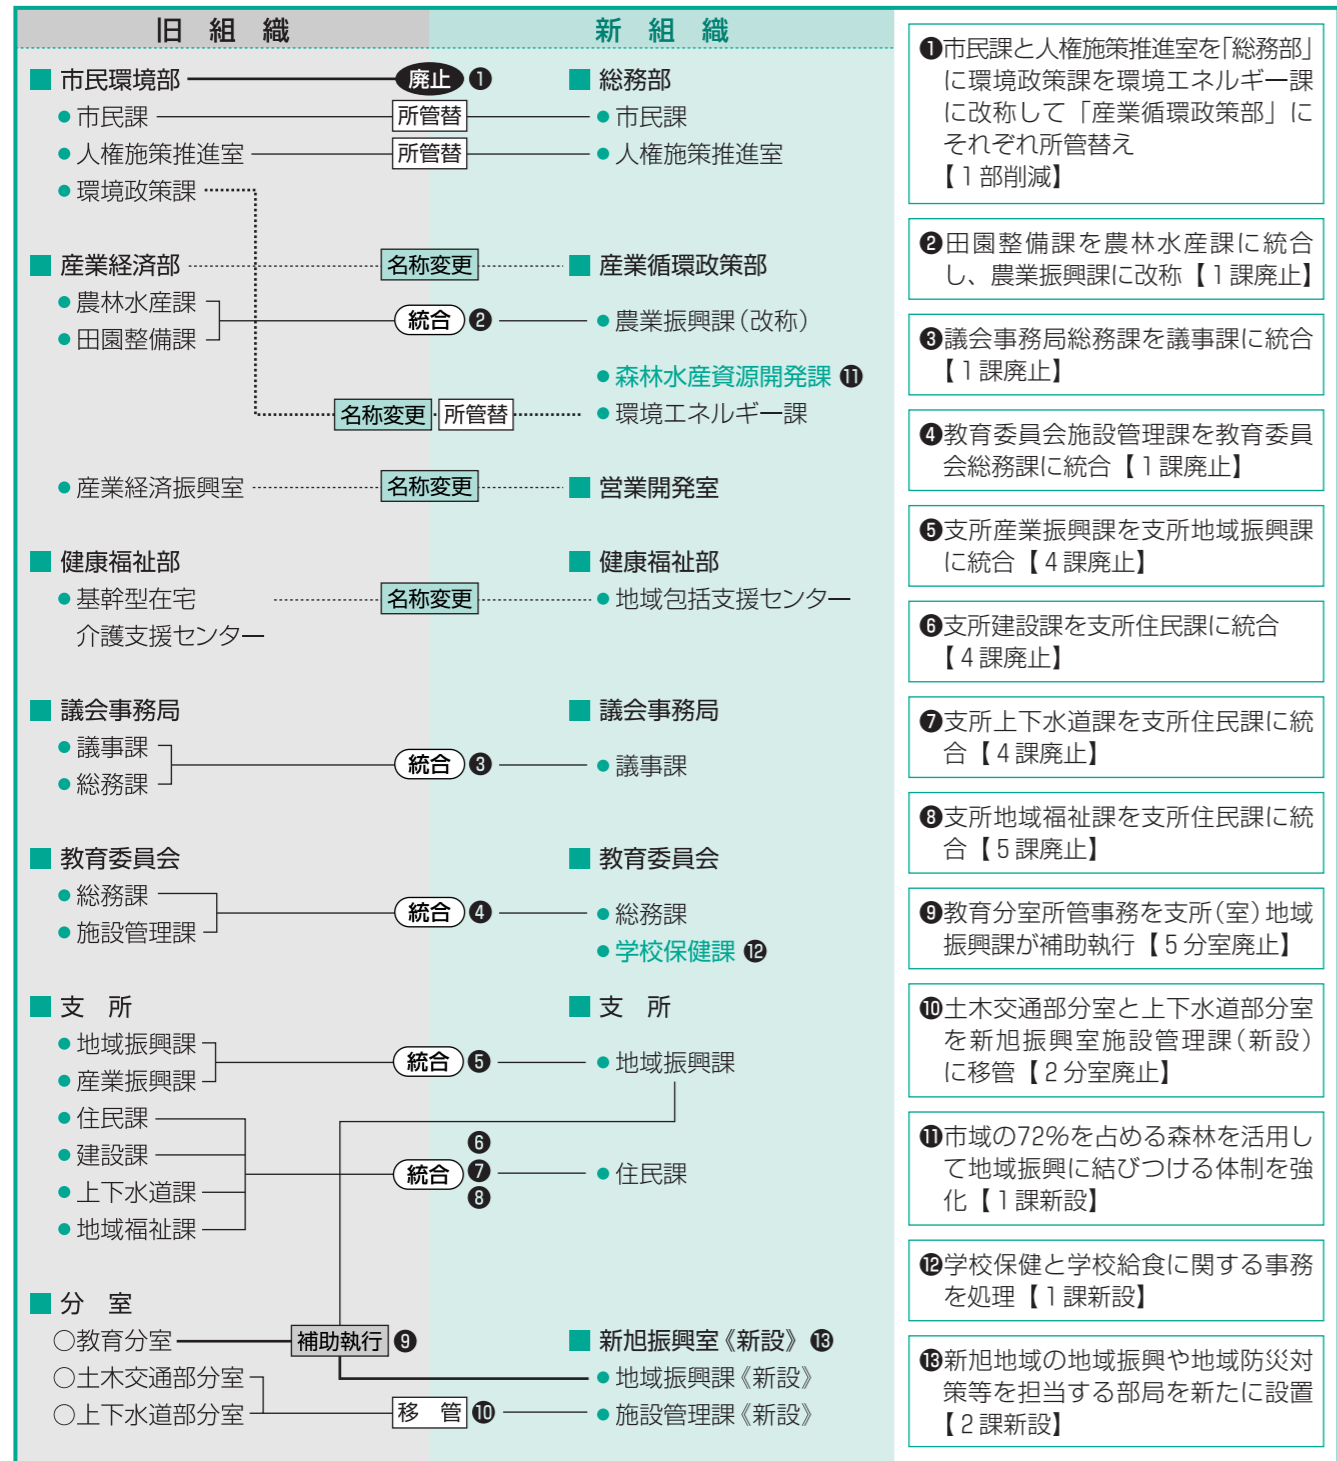 旧組織 新組織
市民環境部 廃止 ❶ 総務部
市民課 所管替 市民課
人権施策推進室 所管替 人権施策推進室
環境政策課
産業経済部 名称変更 産業循環政策部
農林水産課
統合 ❷ 農業振興課（改称）
田園整備課
森林水産資源開発課 ⓫
名称変更 所管替 環境エネルギー課
産業経済振興室 名称変更 営業開発室
健康福祉部 健康福祉部
基幹型在宅 名称変更 地域包括支援センター
介護支援センター
議会事務局 議会事務局
議事課
統合 ❸ 議事課
総務課
教育委員会 教育委員会
総務課
統合 ❹ 総務課
施設管理課
学校保健課 ⓬
支　所 支　所
地域振興課
統合 ❺ 地域振興課
産業振興課
住民課
❻
建設課
統合 ❼ 住民課
上下水道課
❽
地域福祉課
分　室
○教育分室 補助執行 ❾ 新旭振興室《新設》 ⓭
○土木交通部分室 地域振興課《新設》
○上下水道部分室 移　管 ❿ 施設管理課《新設》
❶市民課と人権施策推進室を「総務部」
に環境政策課を環境エネルギー課
に改称して「産業循環政策部」に
それぞれ所管替え
【１部削減】
❷田園整備課を農林水産課に統合
し、農業振興課に改称【１課廃止】
❸議会事務局総務課を議事課に統合
【１課廃止】
❹教育委員会施設管理課を教育委員
会総務課に統合【１課廃止】
❺支所産業振興課を支所地域振興課
に統合【４課廃止】
❻支所建設課を支所住民課に統合
【４課廃止】
❼支所上下水道課を支所住民課に統
合【４課廃止】
❽支所地域福祉課を支所住民課に統
合【５課廃止】
❾教育分室所管事務を支所（室）地域
振興課が補助執行【５分室廃止】
❿土木交通部分室と上下水道部分室
を新旭振興室施設管理課（新設）
に移管【２分室廃止】
⓫市域の72％を占める森林を活用し
て地域振興に結びつける体制を強
化【１課新設】
⓬学校保健と学校給食に関する事務
を処理【１課新設】
⓭新旭地域の地域振興や地域防災対
策等を担当する部局を新たに設置
【２課新設】